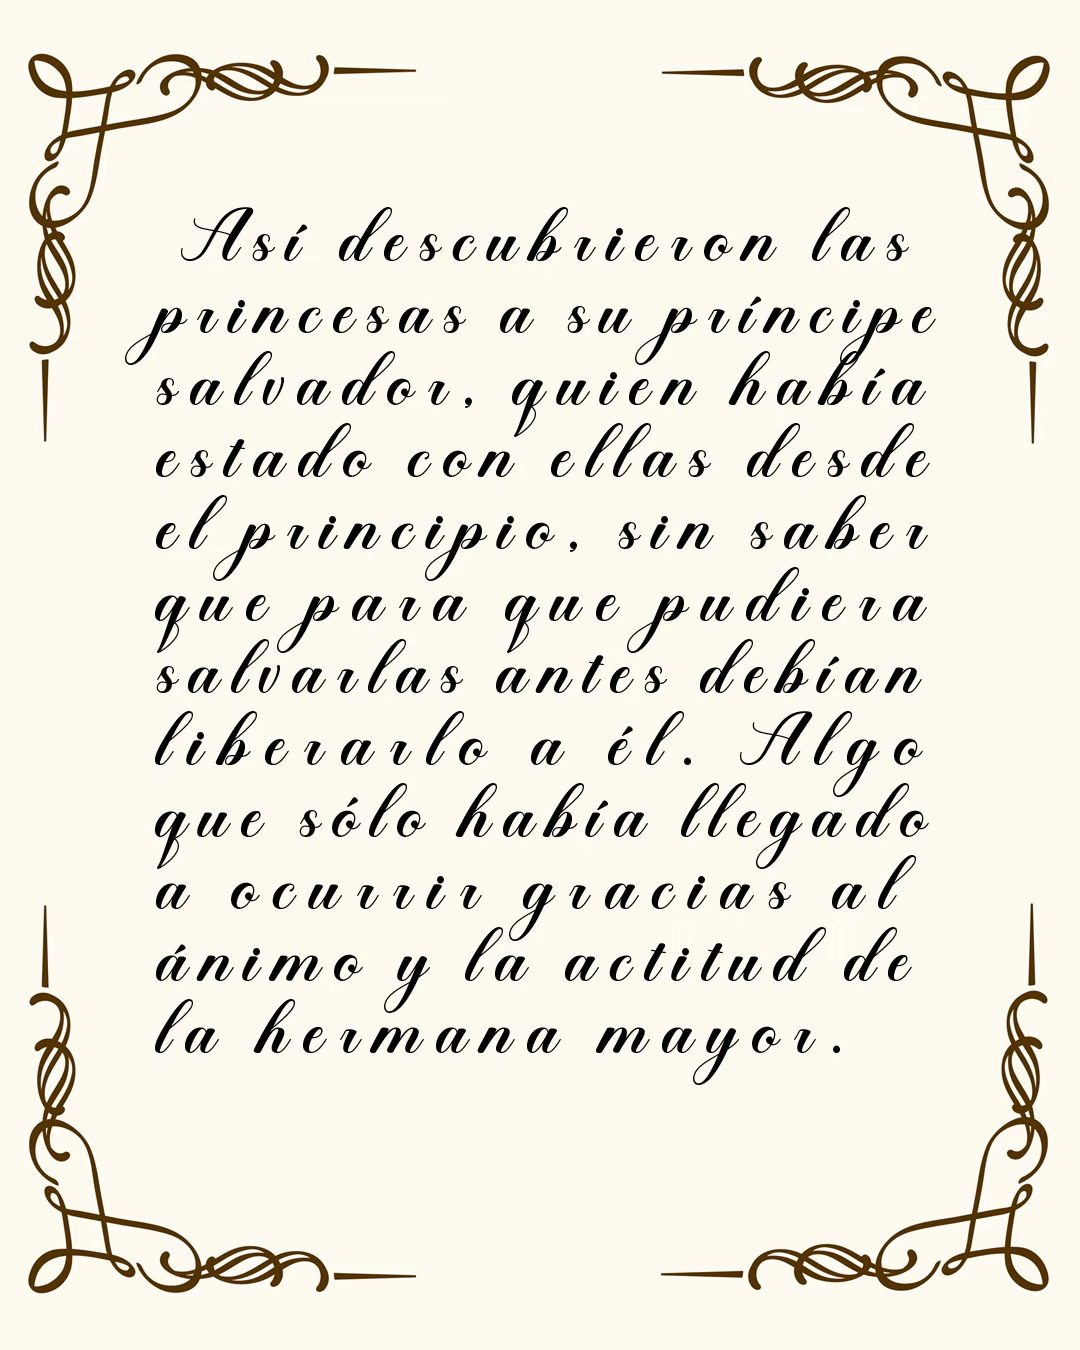 Así descubrieron las
princesas a su príncipe
salvador, quien había
estado con ellas desde
el principio, sin saber
que para que pudiera
salvarlas antes debían
liberarlo a él. Algo
que sólo había llegado
a ocurrir gracias al
ánimo y la actitud de
la hermana mayor.